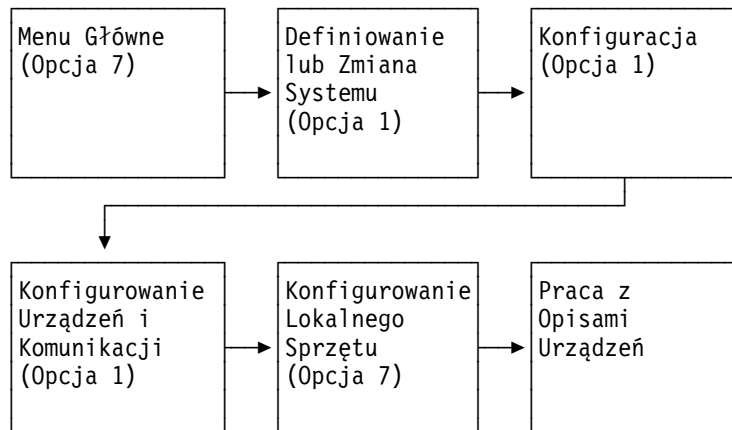 Menu Główne
(Opcja 7)
Definiowanie
lub Zmiana
Systemu
(Opcja 1)
Konfiguracja
(Opcja 1)
Konfigurowanie
Urządzeń i
Komunikacji
(Opcja 1)
Konfigurowanie
Lokalnego
Sprzętu
(Opcja 7)
Praca z
Opisami
Urządzeń